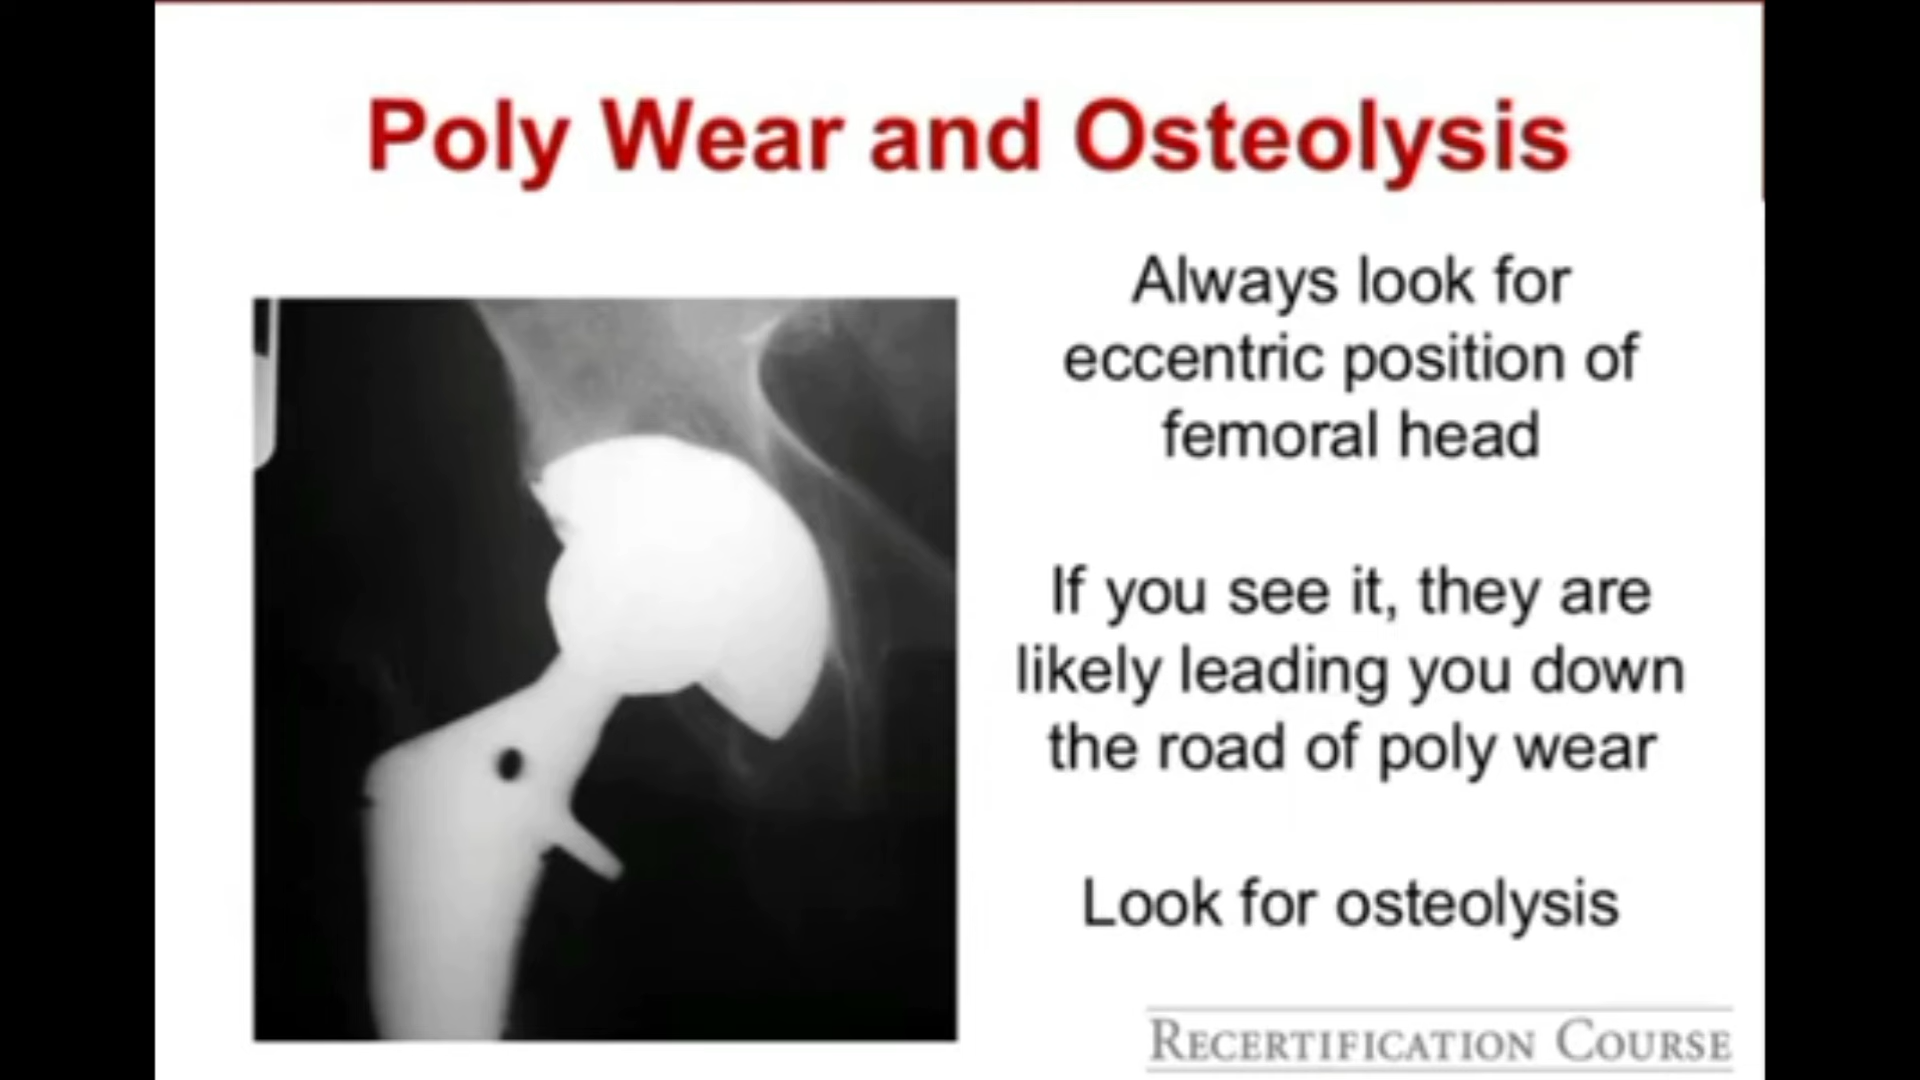 Poly Wear and Osteolysis
Always look for
eccentric position of
femoral head
If you see it, they are
likely leading you down
the road of poly wear
Look for osteolysis
RECERTIFICATION COURSE